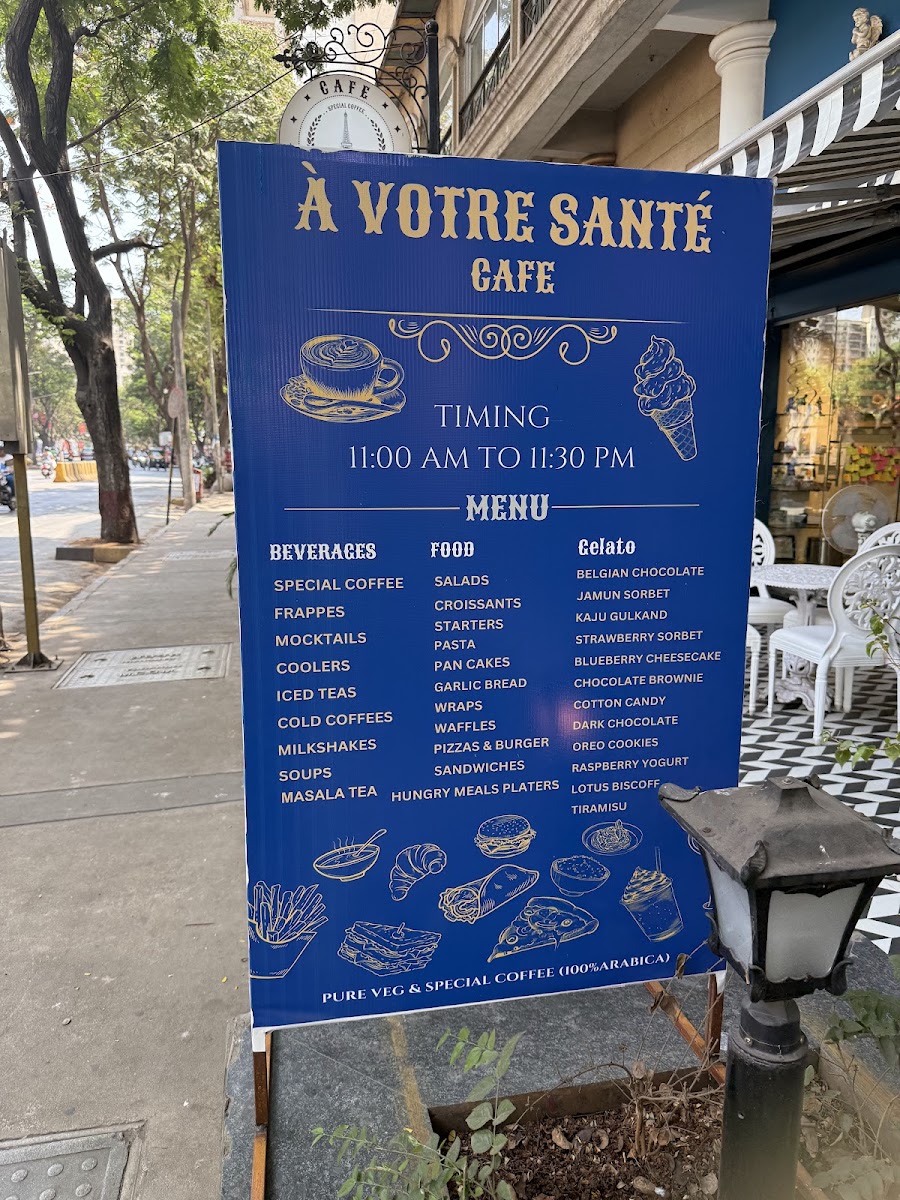 CAFE
SPECIAL COFFEE
À VOTRE SANTÉ
CAFE
TIMING
11:00 AM TO 11:30 PM
MENU
BEVERAGES
SPECIAL COFFEE
FRAPPES
MOCKTAILS
COOLERS
ICED TEAS
COLD COFFEES
MILKSHAKES
SOUPS
MASALA TEA
FOOD
SALADS
CROISSANTS
STARTERS
PASTA
PAN CAKES
GARLIC BREAD
WRAPS
WAFFLES
PIZZAS & BURGER
SANDWICHES
HUNGRY MEALS PLATERS
Gelato
BELGIAN CHOCOLATE
JAMUN SORBET
KAJU GULKAND
STRAWBERRY SORBET
BLUEBERRY CHEESECAKE
CHOCOLATE BROWNIE
COTTON CANDY
DARK CHOCOLATE
OREO COOKIES
RASPBERRY YOGURT
LOTUS BISCOFF
TIRAMISU
PURE VEG & SPECIAL COFFEE (100%ARABICA)